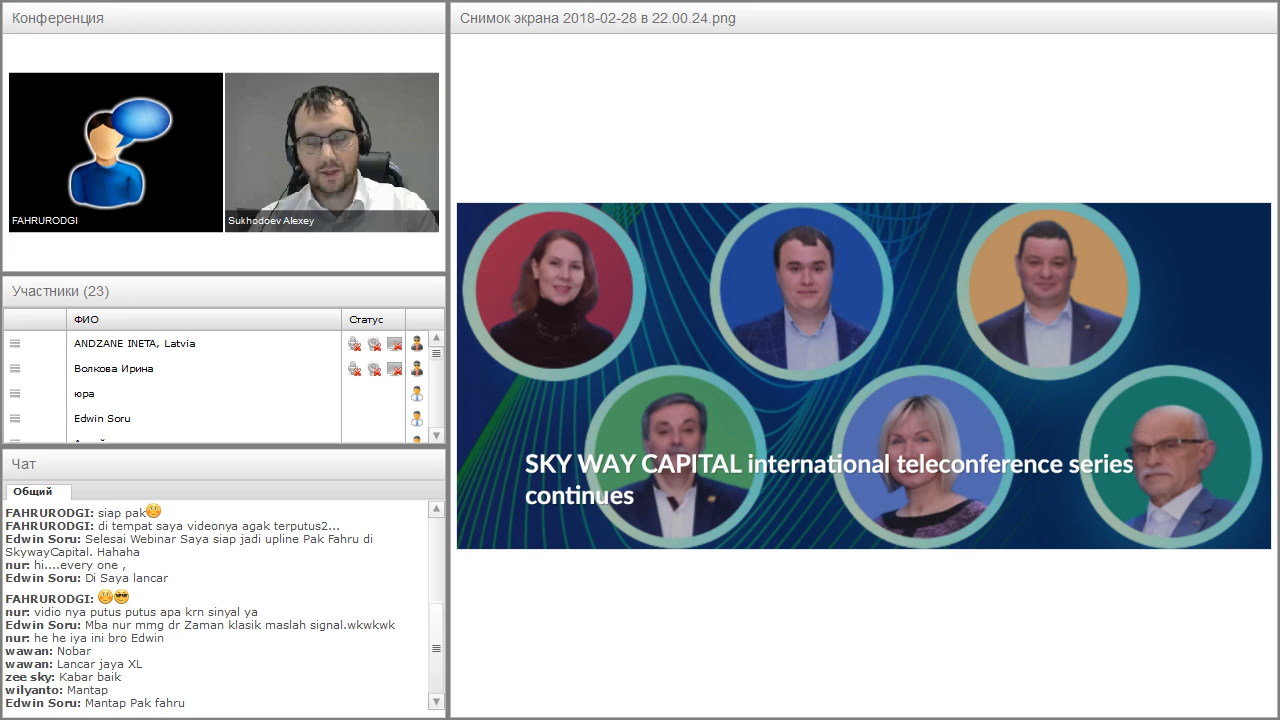 Конференция
FAHRURODGI
Sukhodoev Alexey
Участники (23)
ФИО
Статус
ANDZANE INETA, Latvia
Волкова Ирина
юра
Edwin Soru
Чат
Общий
FAHRURODGI: siap pak
FAHRURODGI: di tempat saya videonya agak terputus2...
Edwin Soru: Selesai Webinar Saya siap jadi upline Pak Fahru di
SkywayCapital. Hahaha
nur: hi....every one ,
Edwin Soru: Di Saya lancar
FAHRURODGI:
nur: vidio nya putus putus apa krn sinyal ya
Edwin Soru: Mba nur mmg dr Zaman klasik maslah signal.wkwkwk
nur: he he iya ini bro Edwin
wawan: Nobar
wawan: Lancar jaya XL
zee sky: Kabar baik
wilyanto: Mantap
Edwin Soru: Mantap Pak fahru
Снимок экрана 2018-02-28 в 22.00.24.png
SKY WAY CAPITAL international teleconference series
continues